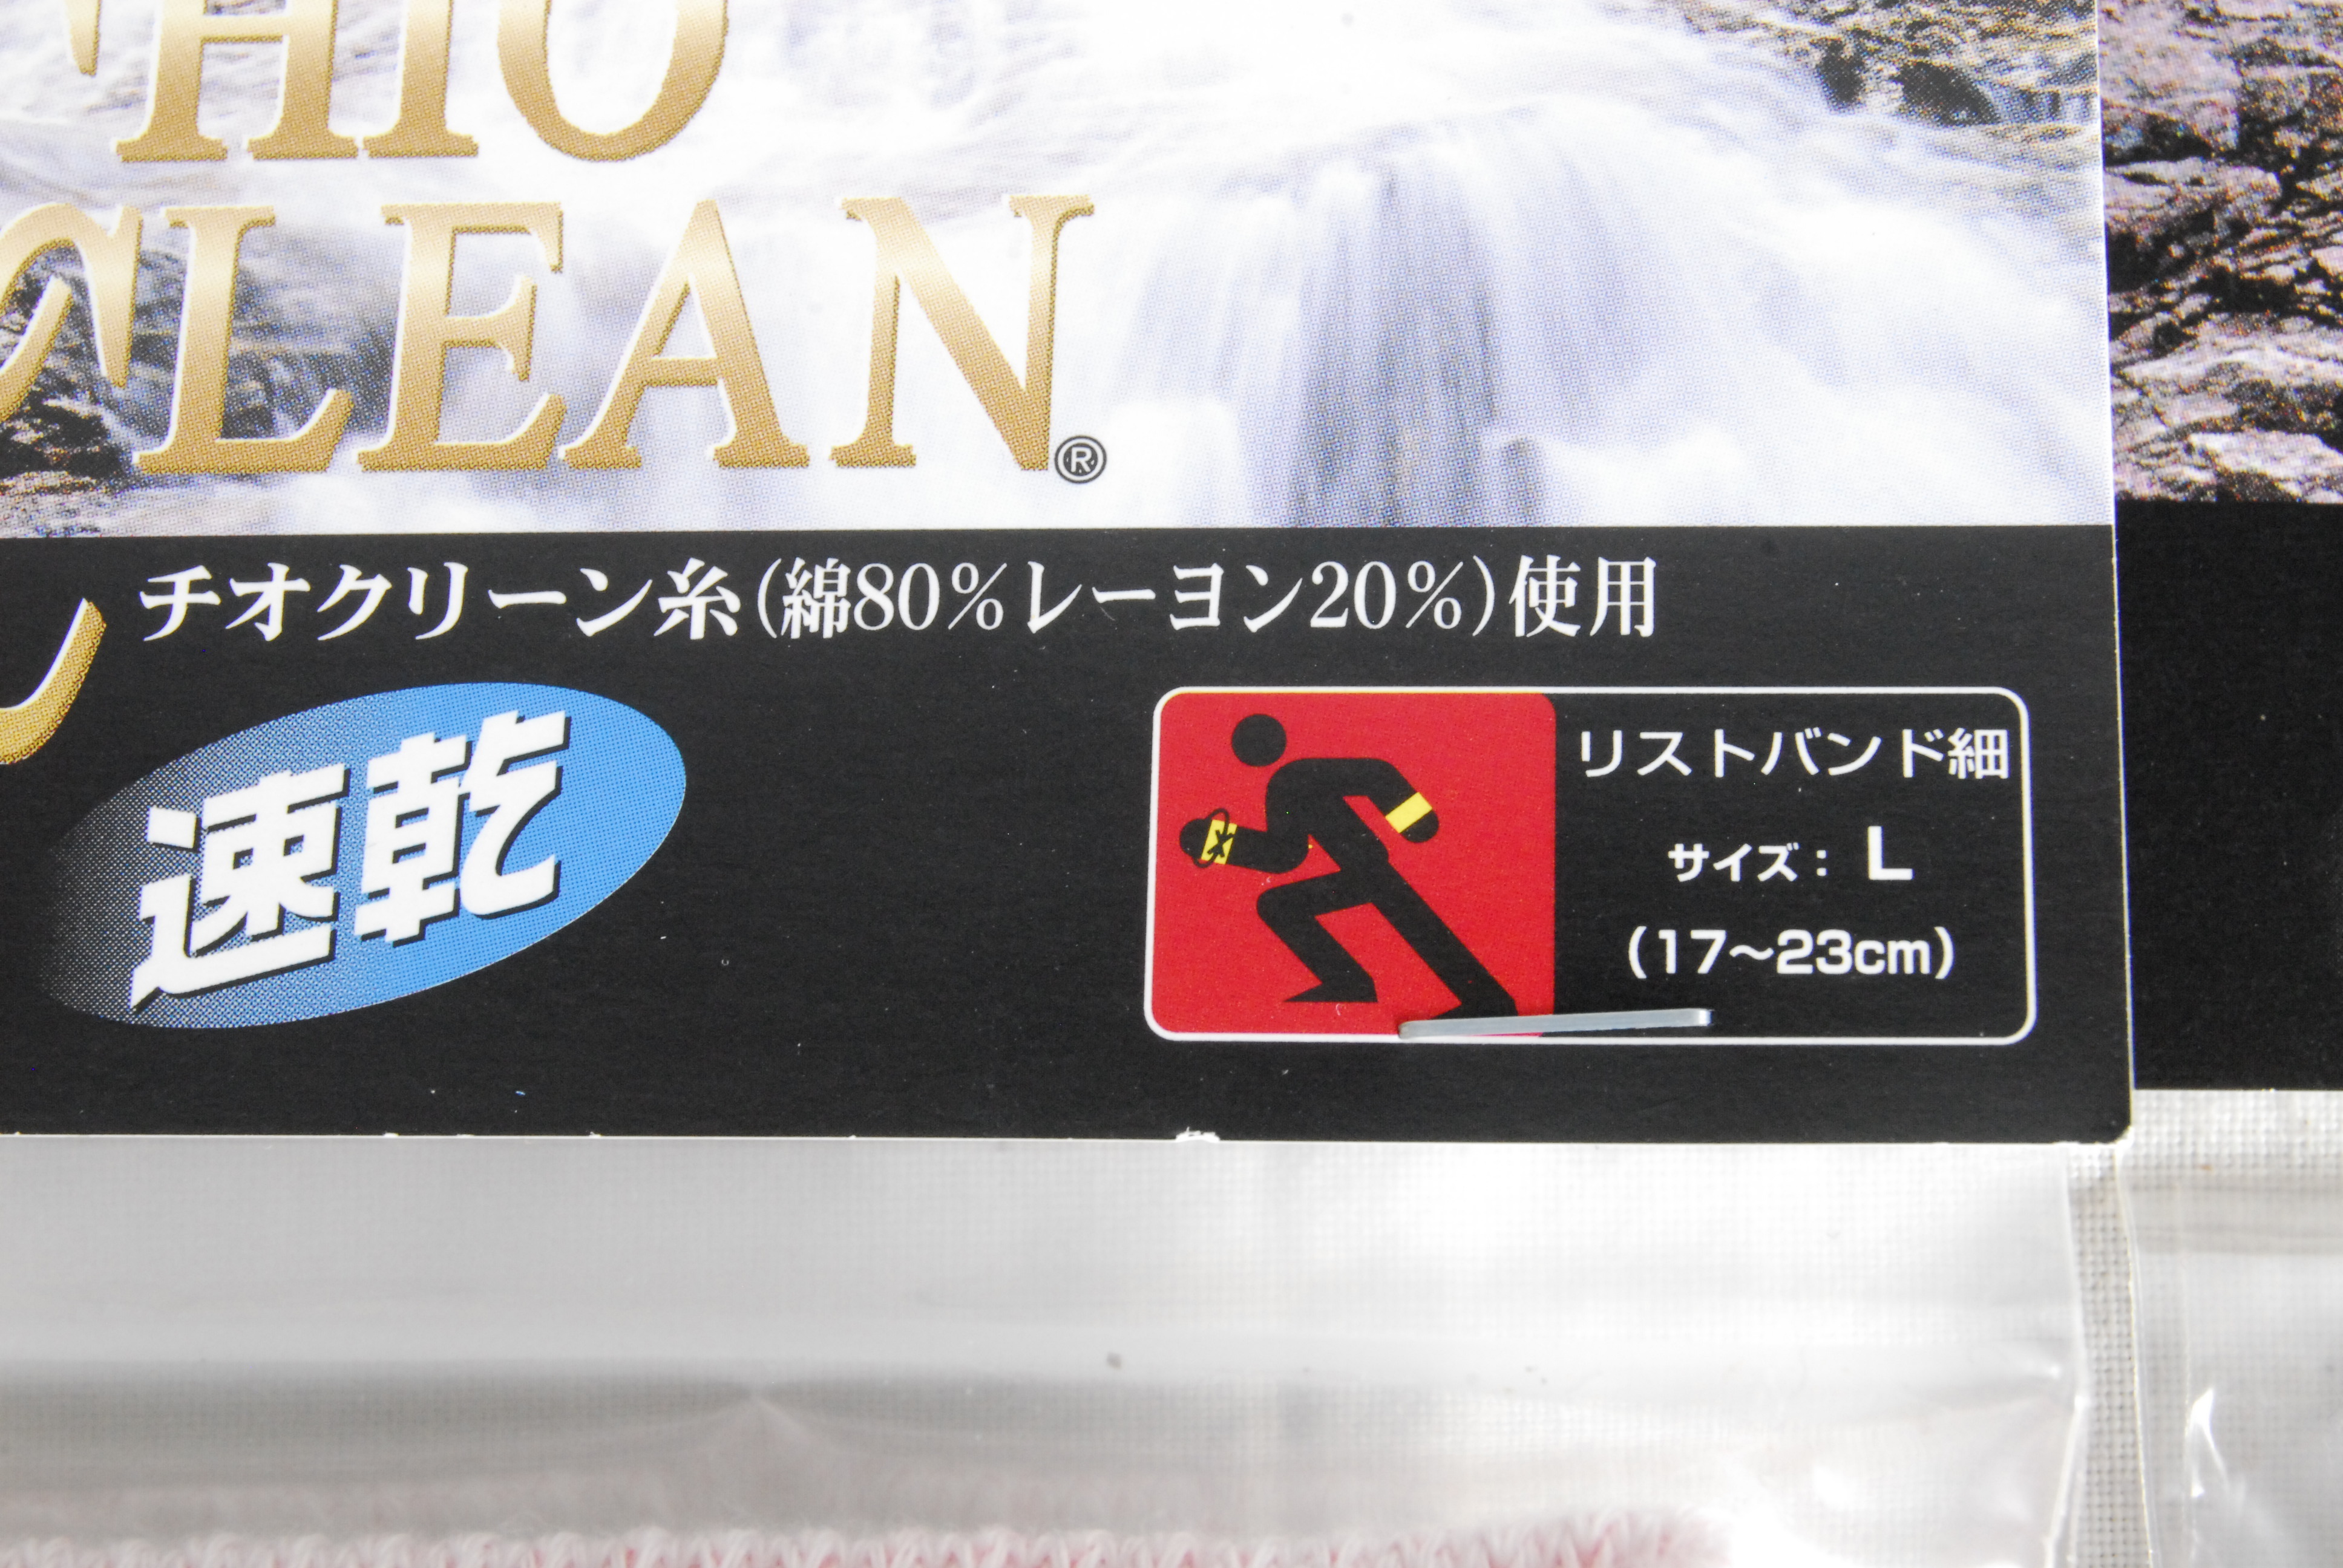 THIO
CLEAN®
チオクリーン糸(綿80%レーヨン20%)使用
速乾
リストバンド細
サイズ： L
(17〜23cm)